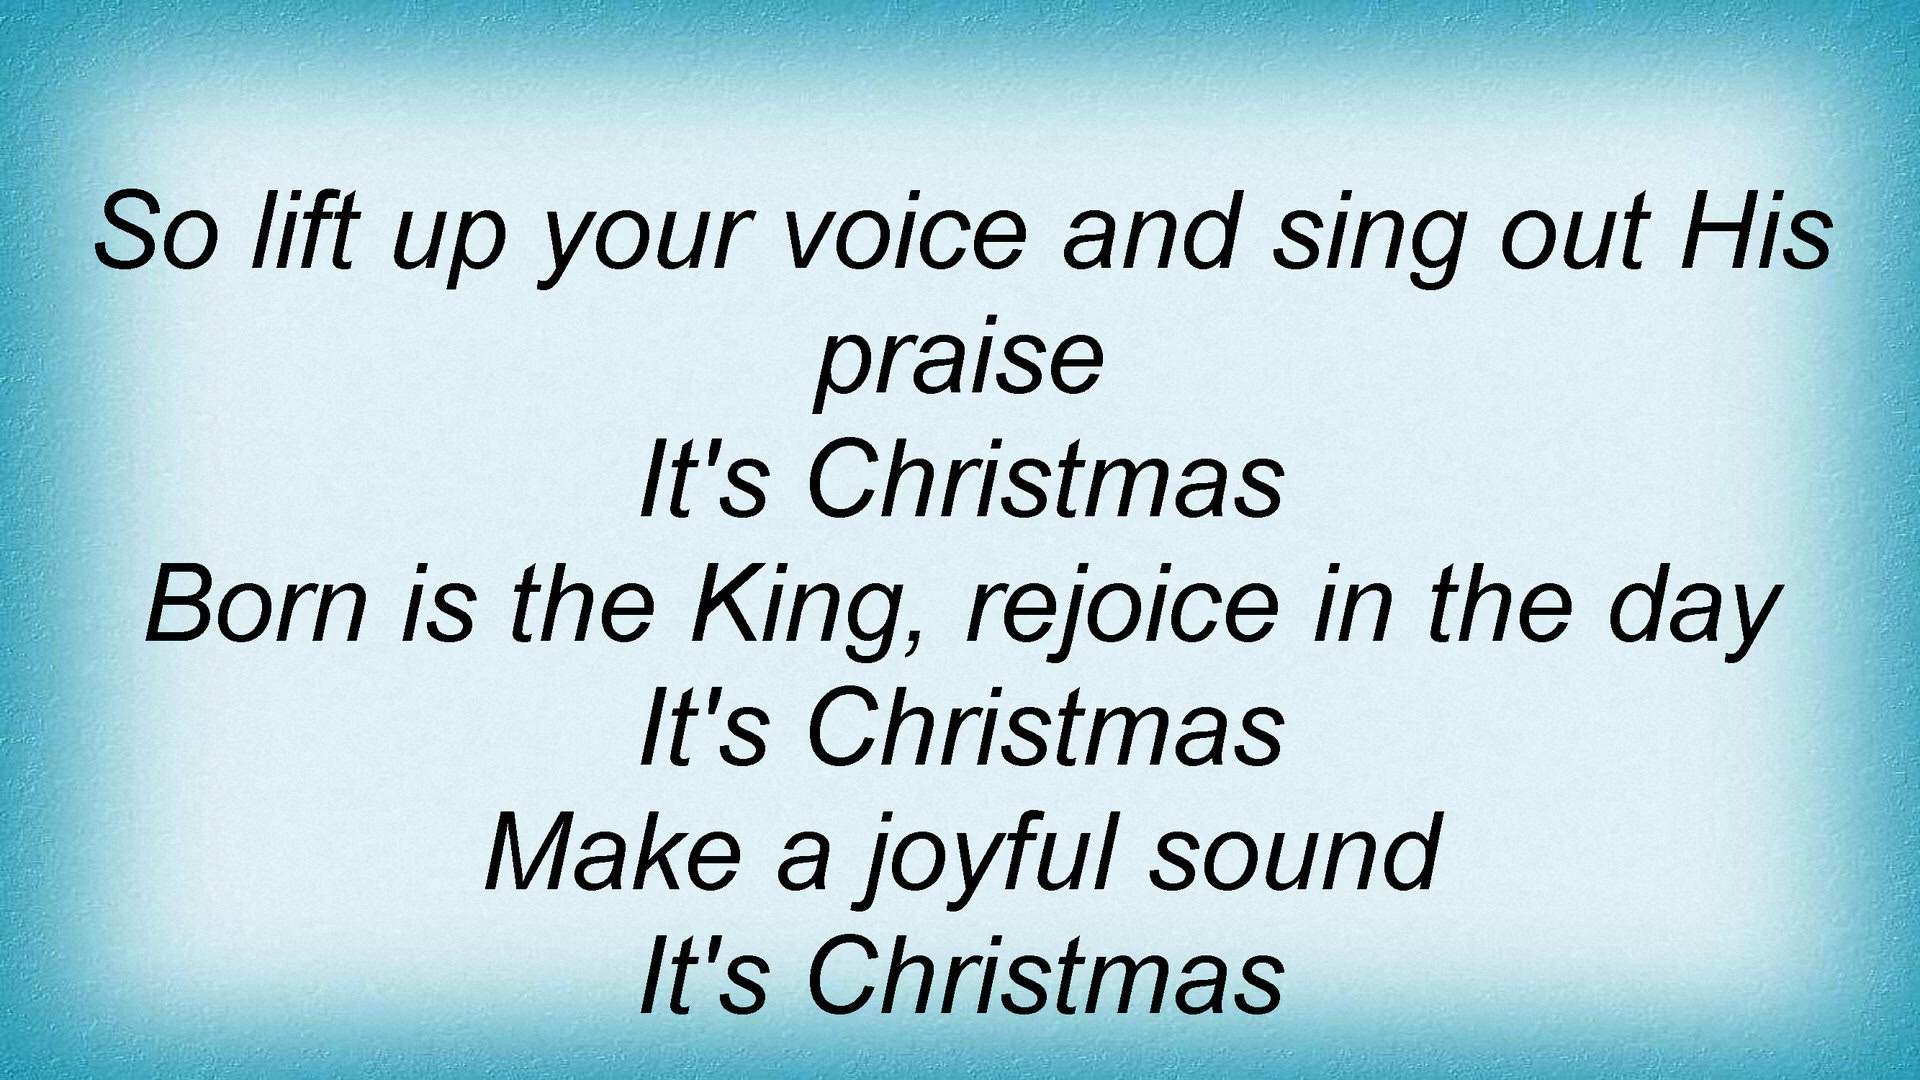 So lift up your voice and sing out His
praise
It's Christmas
Born is the King, rejoice in the day
It's Christmas
Make a joyful sound
It's Christmas